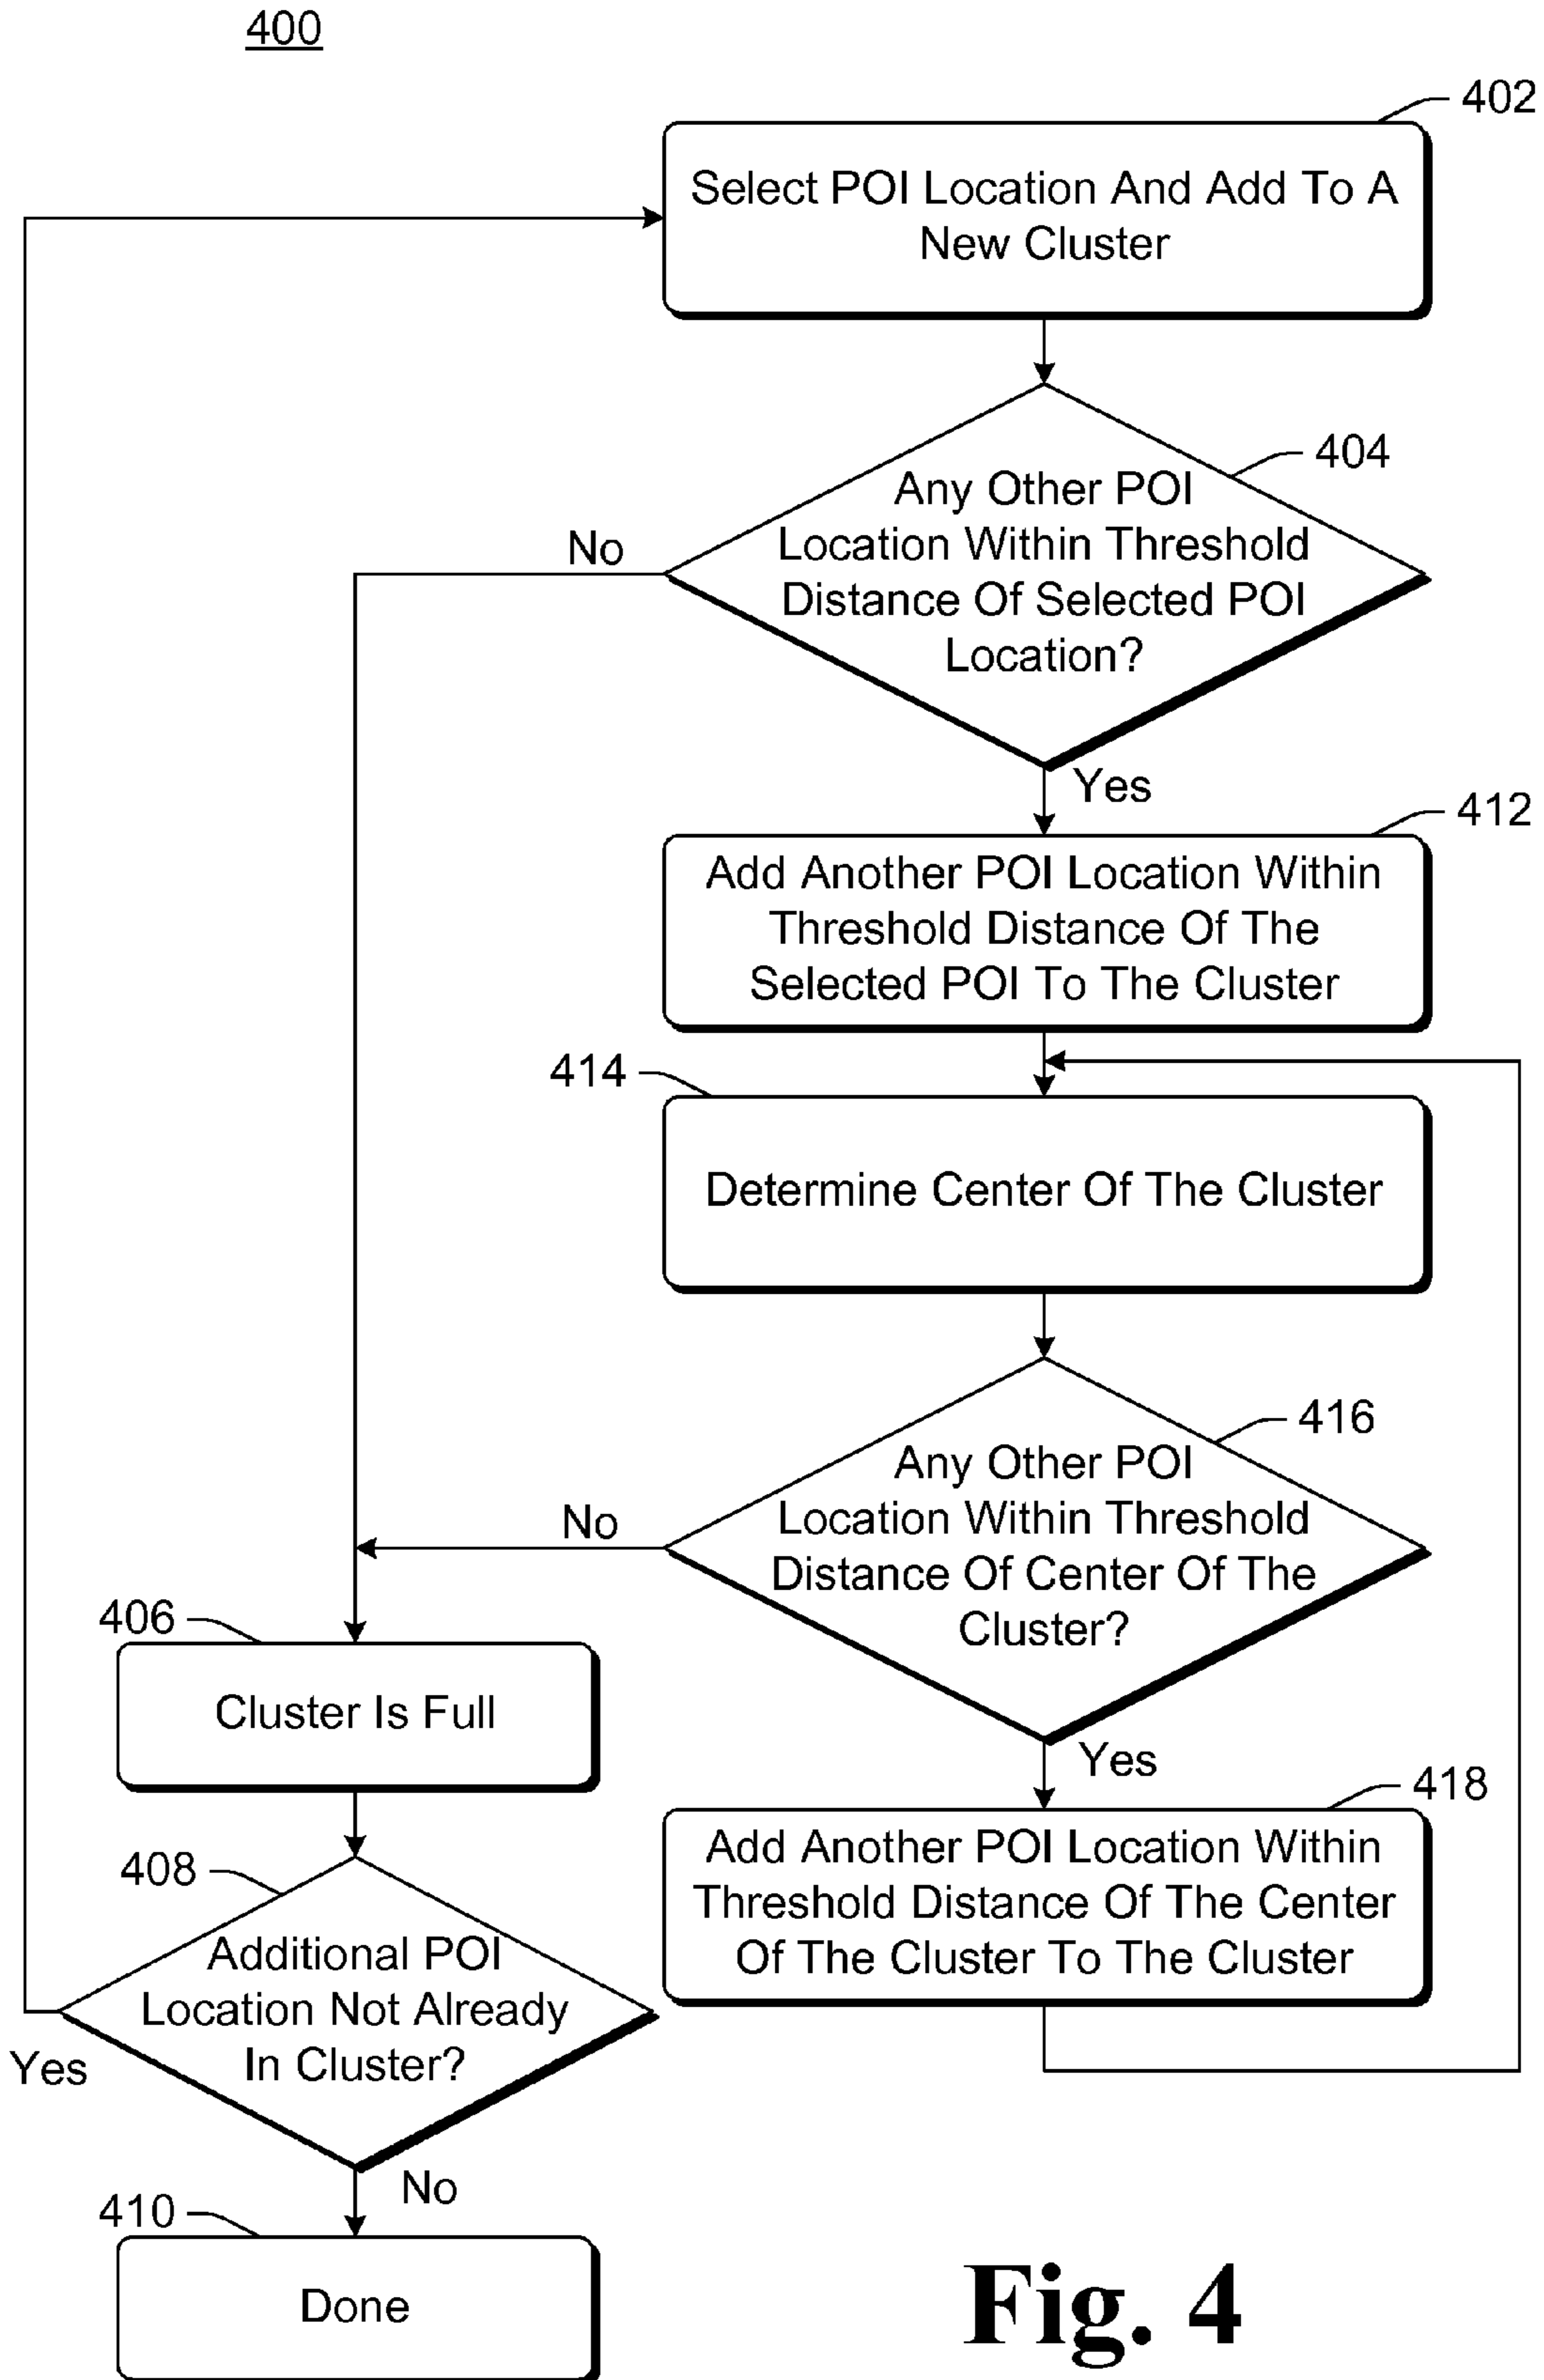 400
402
Select POI Location And Add To A
New Cluster
404
Any Other POI
Location Within Threshold
Distance Of Selected POI
Location?
No
Yes
412
Add Another POI Location Within
Threshold Distance Of The
Selected POI To The Cluster
414
Determine Center Of The Cluster
416
Any Other POI
Location Within Threshold
Distance Of Center Of The
Cluster?
No
Yes
406
Cluster Is Full
418
Add Another POI Location Within
Threshold Distance Of The Center
Of The Cluster To The Cluster
408
Additional POI
Location Not Already
In Cluster?
Yes
No
410
Done
Fig. 4